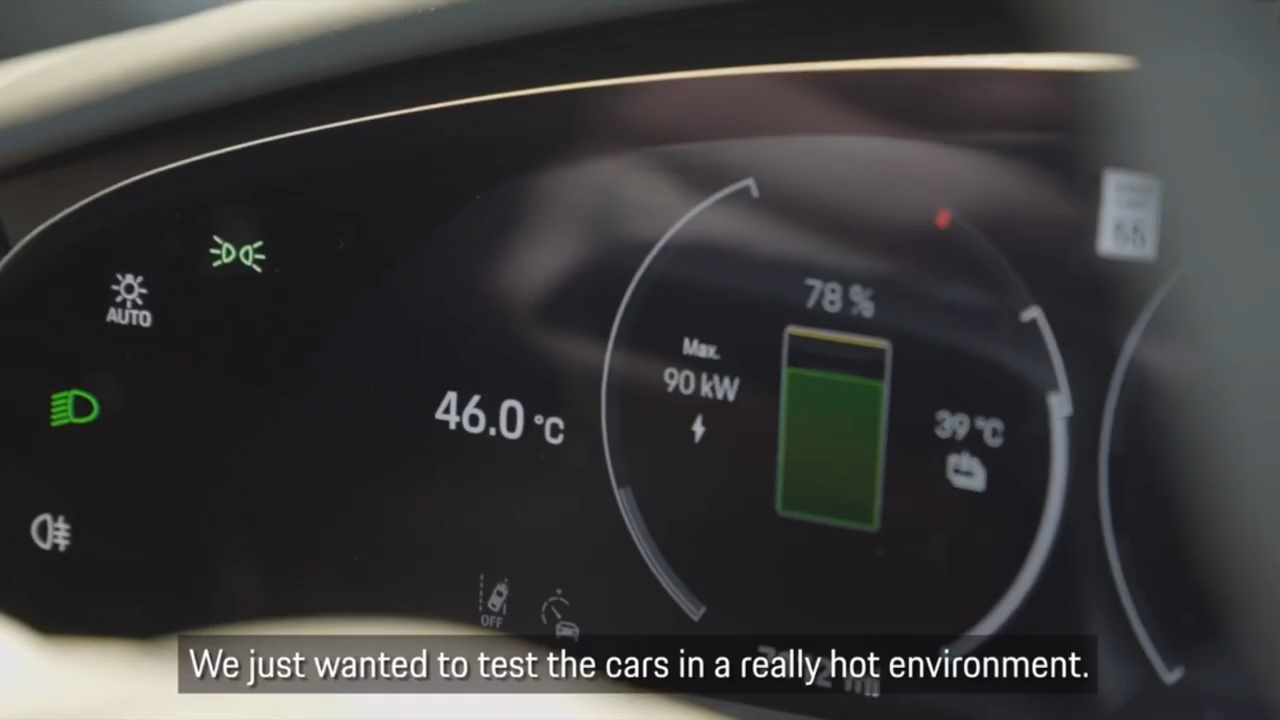 78 %
Max.
90 kW
AUTO
46.0 °C
39 °C
55
OFF
We just wanted to test the cars in a really hot environment.